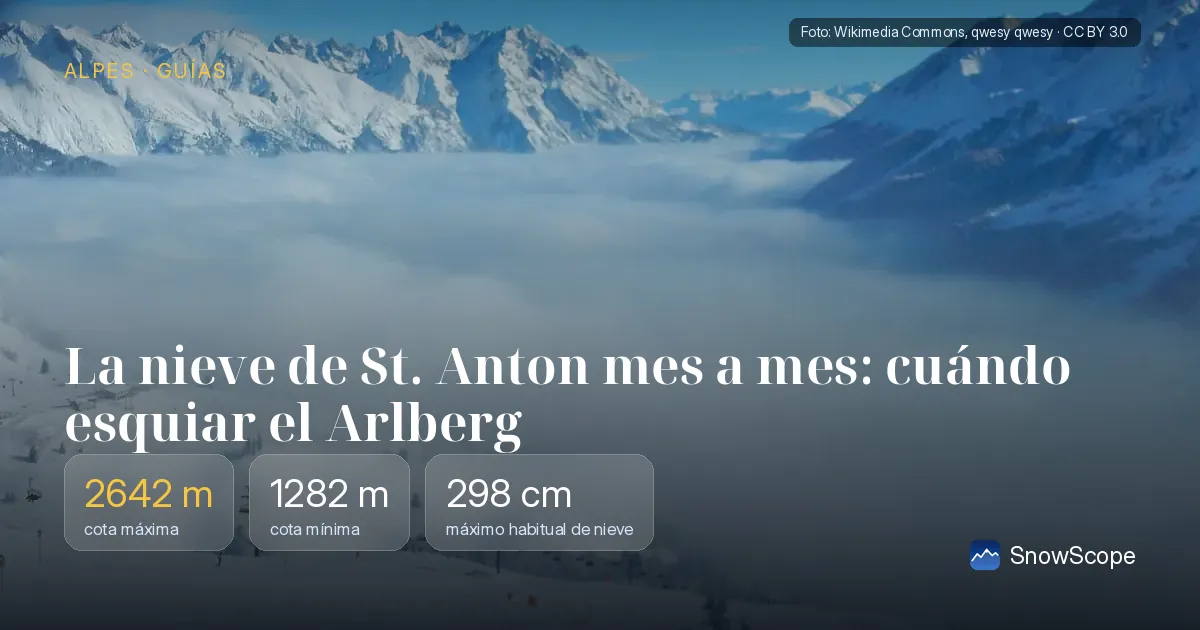 Foto: Wikimedia Commons, qwesy qwesy · CC BY 3.0
ALPES · GUÍAS
La nieve de St. Anton mes a mes: cuándo
esquiar el Arlberg
2642 m
cota máxima
1282 m
cota mínima
298 cm
máximo habitual de nieve
SnowScope